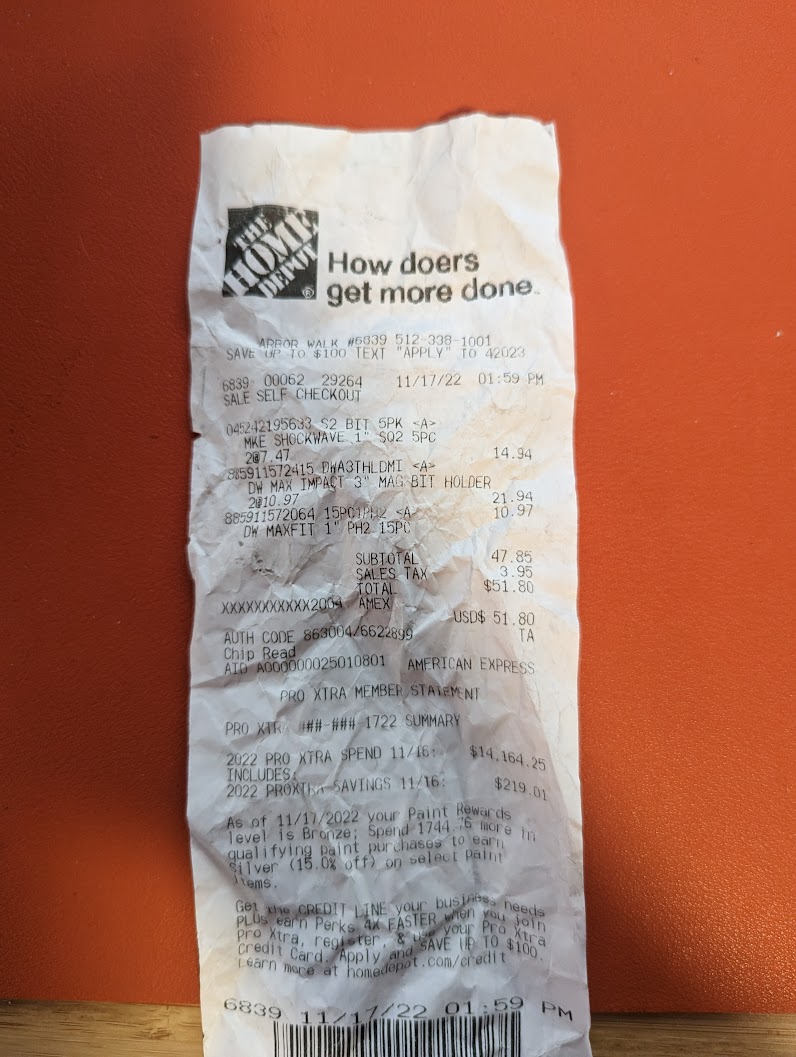 THE
HOME
DEPOT
®
How doers
get more done.
ARBOR WALK #6839 512-338-1001
SAVE UP TO $100 TEXT "APPLY" TO 42023
6839 00062 29264 11/17/22 01:59 PM
SALE SELF CHECKOUT
045242195633 S2 BIT 5PK <A>
MKE SHOCKWAVE 1" SQ2 5PC
2@7.47 14.94
885911572415 DWA3THLDMI <A>
DW MAX IMPACT 3" MAG BIT HOLDER
2@10.97 21.94
885911572064 15PC1PH2 <A 10.97
DW MAXFIT 1" PH2 15PC
SUBTOTAL 47.85
SALES TAX 3.95
TOTAL $51.80
XXXXXXXXXXX2004 AMEX
USD$ 51.80
AUTH CODE 863004/6622899 TA
Chip Read
AID A000000025010801 AMERICAN EXPRESS
PRO XTRA MEMBER STATEMENT
PRO XTRA ###-### 1722 SUMMARY
2022 PRO XTRA SPEND 11/16: $14,164.25
INCLUDES:
2022 PROXTRA SAVINGS 11/16: $219.01
As of 11/17/2022 your Paint Rewards
level is Bronze; Spend 1744.76 more in
qualifying paint purchases to earn
Silver (15.0% off) on select paint
items.
Get the CREDIT LINE your business needs
PLUS earn Perks 4X FASTER when you join
Pro Xtra, register, & use your Pro Xtra
Credit Card. Apply and SAVE UP TO $100.
Learn more at homedepot.com/credit
6839 11/17/22 01:59 PM